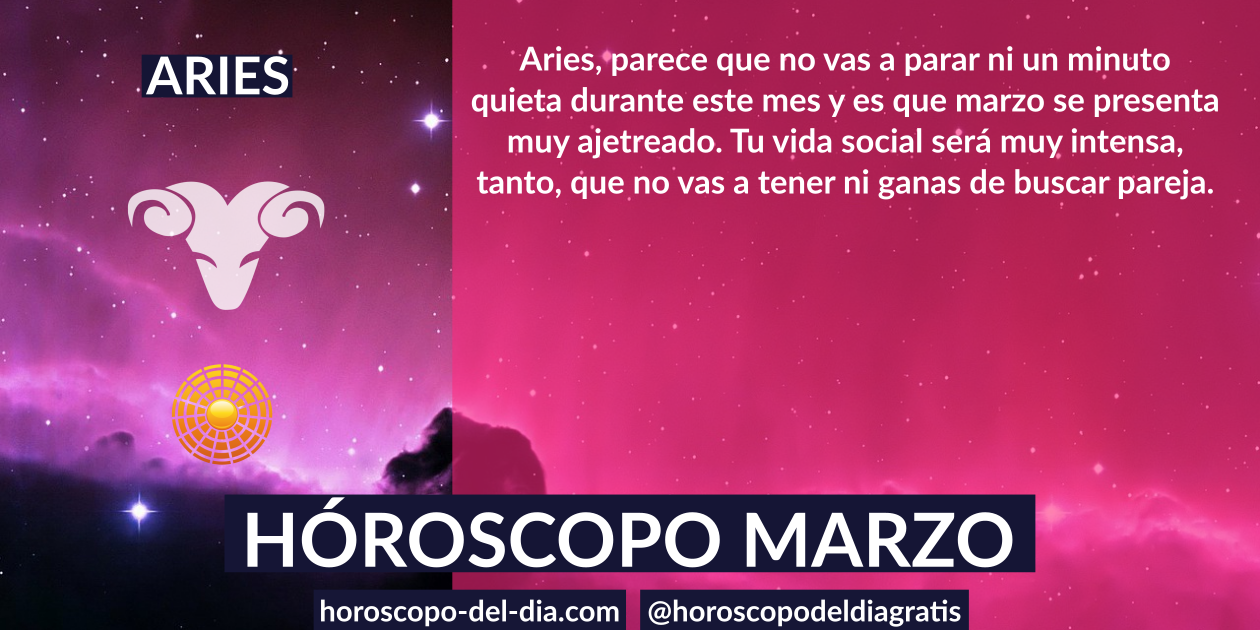 ARIES
Aries, parece que no vas a parar ni un minuto
quieta durante este mes y es que marzo se presenta
muy ajetreado. Tu vida social será muy intensa,
tanto, que no vas a tener ni ganas de buscar pareja.
HÓROSCOPO MARZO
horoscopo-del-dia.com
@horoscopodeldiagratis